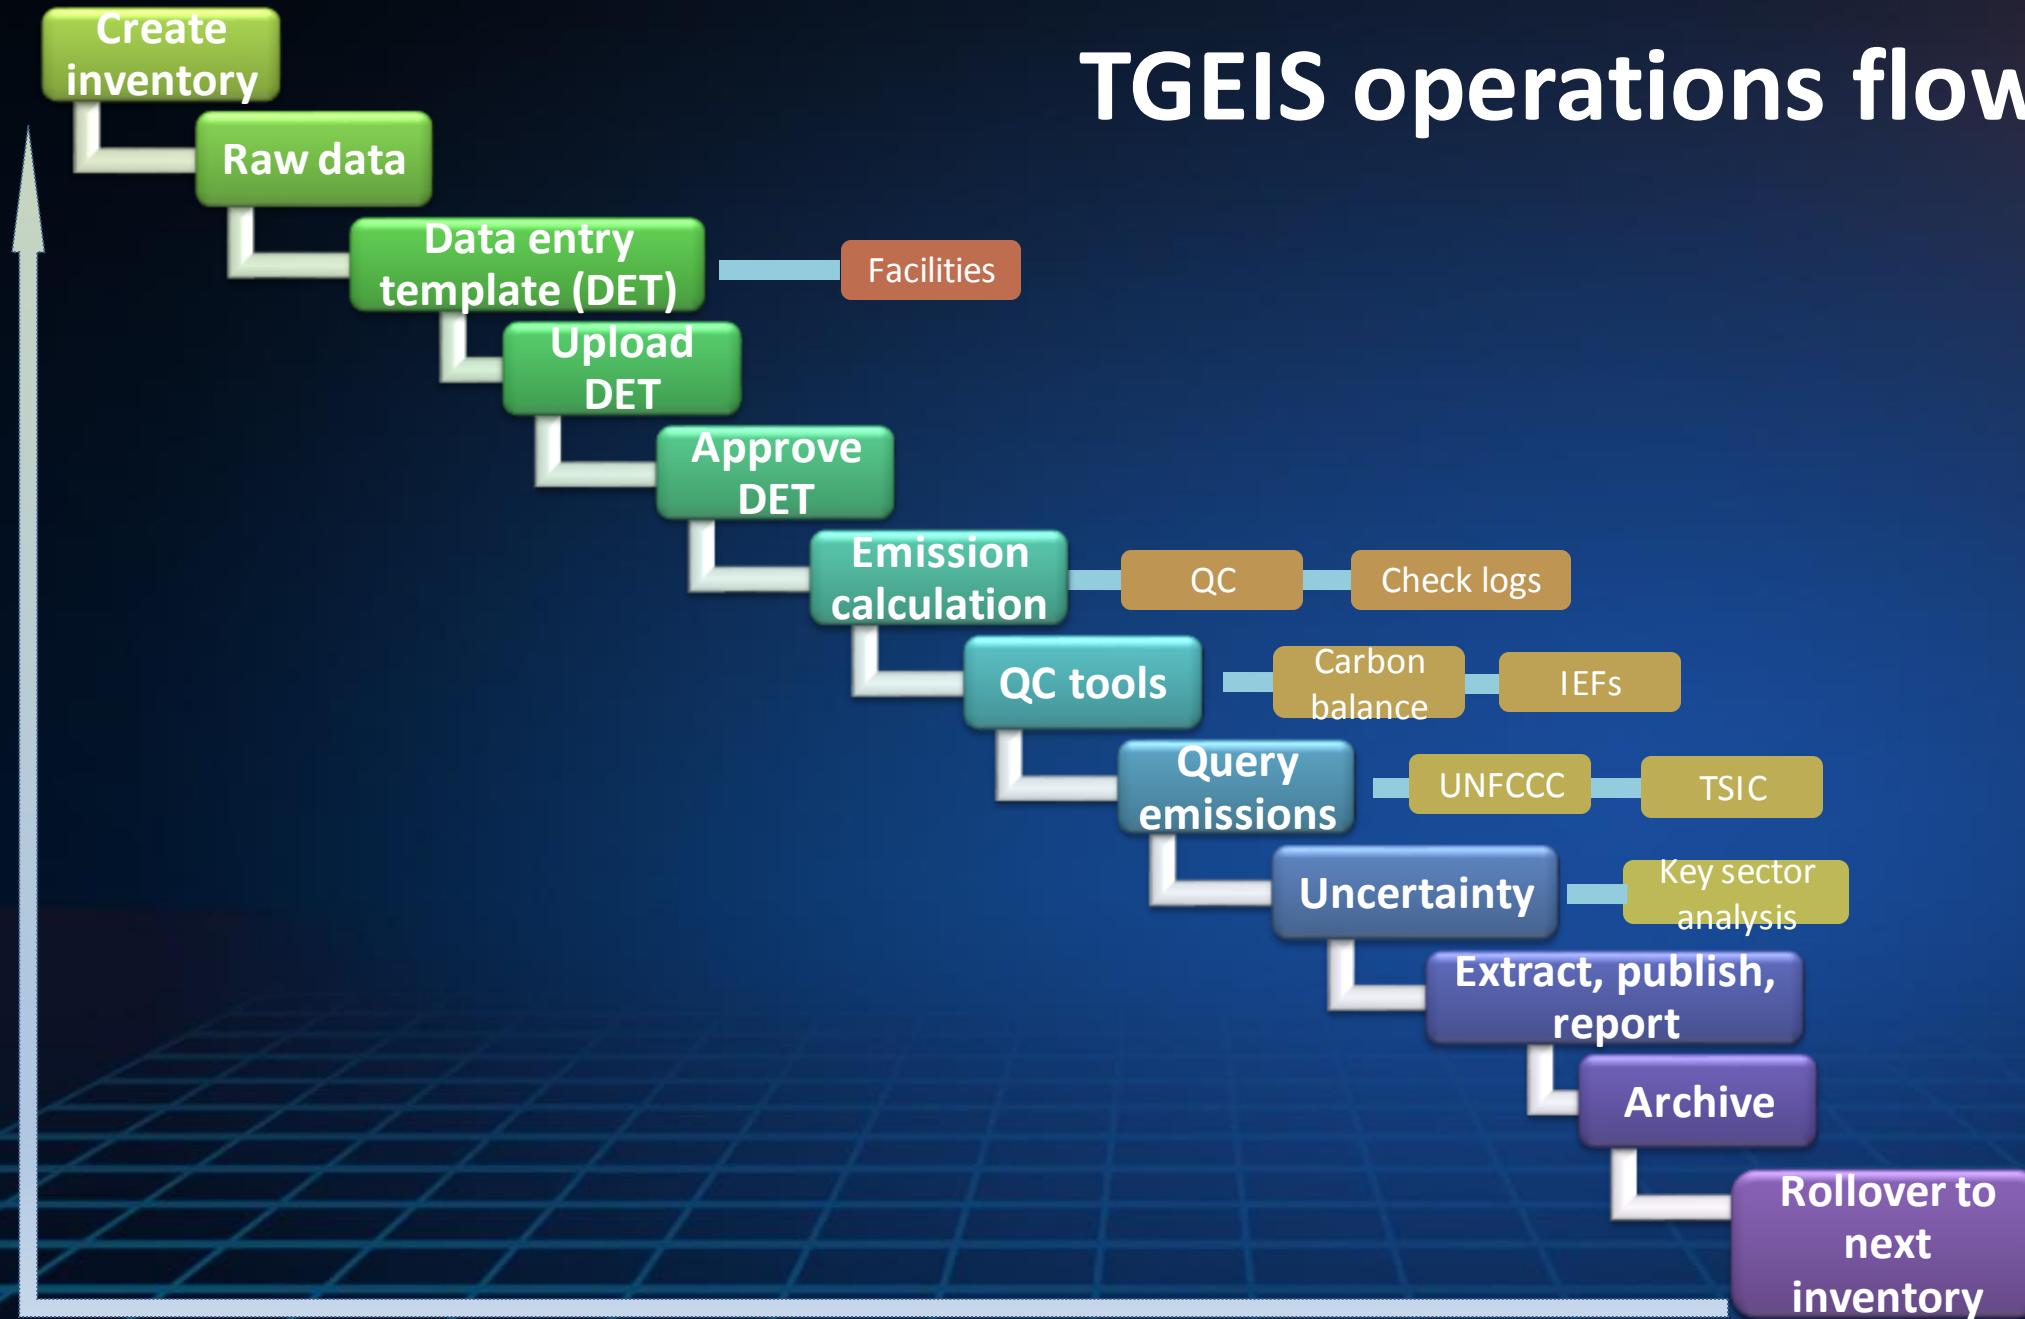 Create
inventory
TGEIS operations flow
Raw data
Data entry
template (DET)
Facilities
Upload
DET
Approve
DET
Emission
calculation
QC
Check logs
QC tools
Carbon
balance
IEFs
Query
emissions
UNFCCC
TSIC
Uncertainty
Key sector
analysis
Extract, publish,
report
Archive
Rollover to
next
inventory